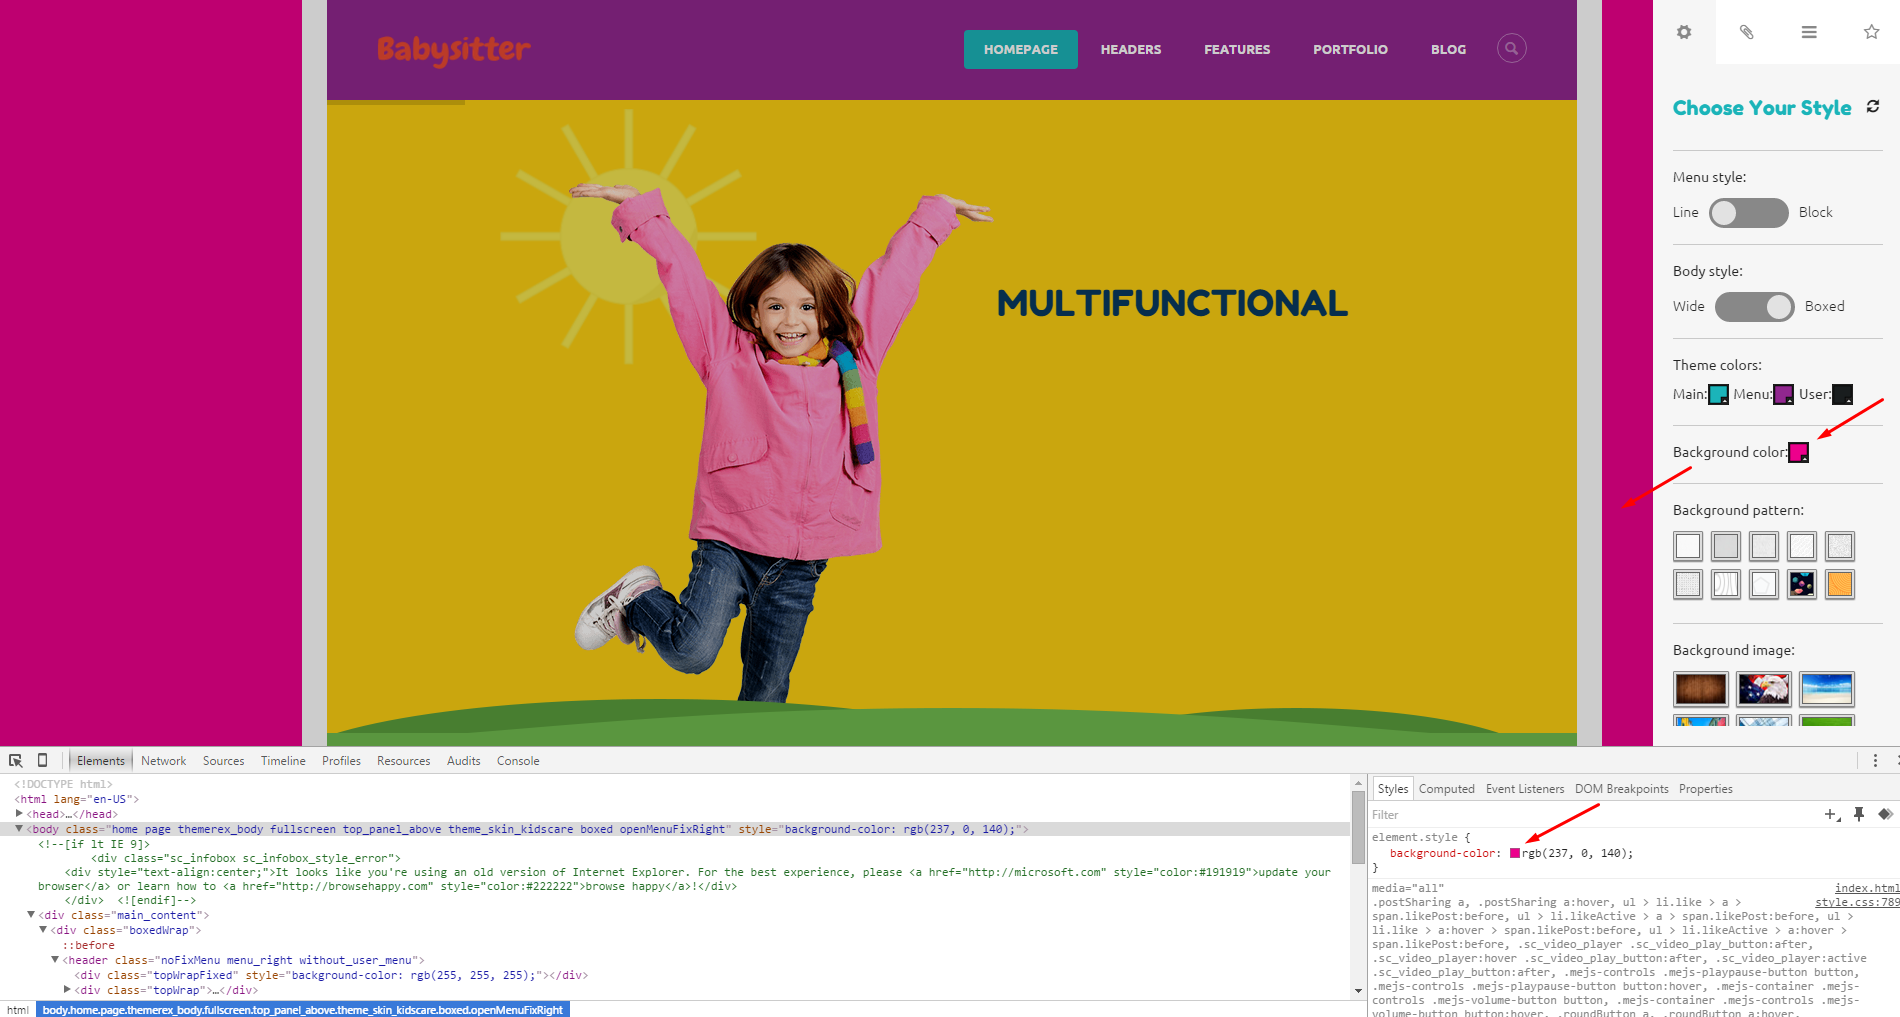 Babysitter
HOMEPAGE
HEADERS
FEATURES
PORTFOLIO
BLOG
MULTIFUNCTIONAL
Choose Your Style
Menu style:
Line Block
Body style:
Wide Boxed
Theme colors:
Main: Menu: User:
Background color:
Background pattern:
Background image:
Elements Network Sources Timeline Profiles Resources Audits Console
<!DOCTYPE html>
<html lang="en-US">
<head>…</head>
<body class="home page themerex_body fullscreen top_panel_above theme_skin_kidscare boxed openMenuFixRight" style="background-color: rgb(237, 0, 140);">
<!--[if lt IE 9]>
<div class="sc_infobox sc_infobox_style_error">
<div style="text-align:center;">It looks like you're using an old version of Internet Explorer. For the best experience, please <a href="http://microsoft.com" style="color:#191919">update your
browser</a> or learn how to <a href="http://browsehappy.com" style="color:#222222">browse happy</a>!</div>
</div> <![endif]-->
<div class="main_content">
<div class="boxedWrap">
::before
<header class="noFixMenu menu_right without_user_menu">
<div class="topWrapFixed" style="background-color: rgb(255, 255, 255);"></div>
<div class="topWrap">…</div>
html body.home.page.themerex_body.fullscreen.top_panel_above.theme_skin_kidscare.boxed.openMenuFixRight
Styles Computed Event Listeners DOM Breakpoints Properties
Filter
element.style {
background-color: rgb(237, 0, 140);
}
media="all" index.html
.postSharing a, .postSharing a:hover, ul > li.like > a > style.css:789
span.likePost:before, ul > li.likeActive > a > span.likePost:before, ul >
li.like > a:hover > span.likePost:before, ul > li.likeActive > a:hover >
span.likePost:before, .sc_video_player .sc_video_play_button:after,
.sc_video_player:hover .sc_video_play_button:after, .sc_video_player:active
.sc_video_play_button:after, .mejs-controls .mejs-playpause-button button,
.mejs-controls .mejs-playpause-button button:hover, .mejs-container .mejs-
controls .mejs-volume-button button, .mejs-container .mejs-controls .mejs-
volume-button button:hover, .roundButton a, .roundButton a:hover,